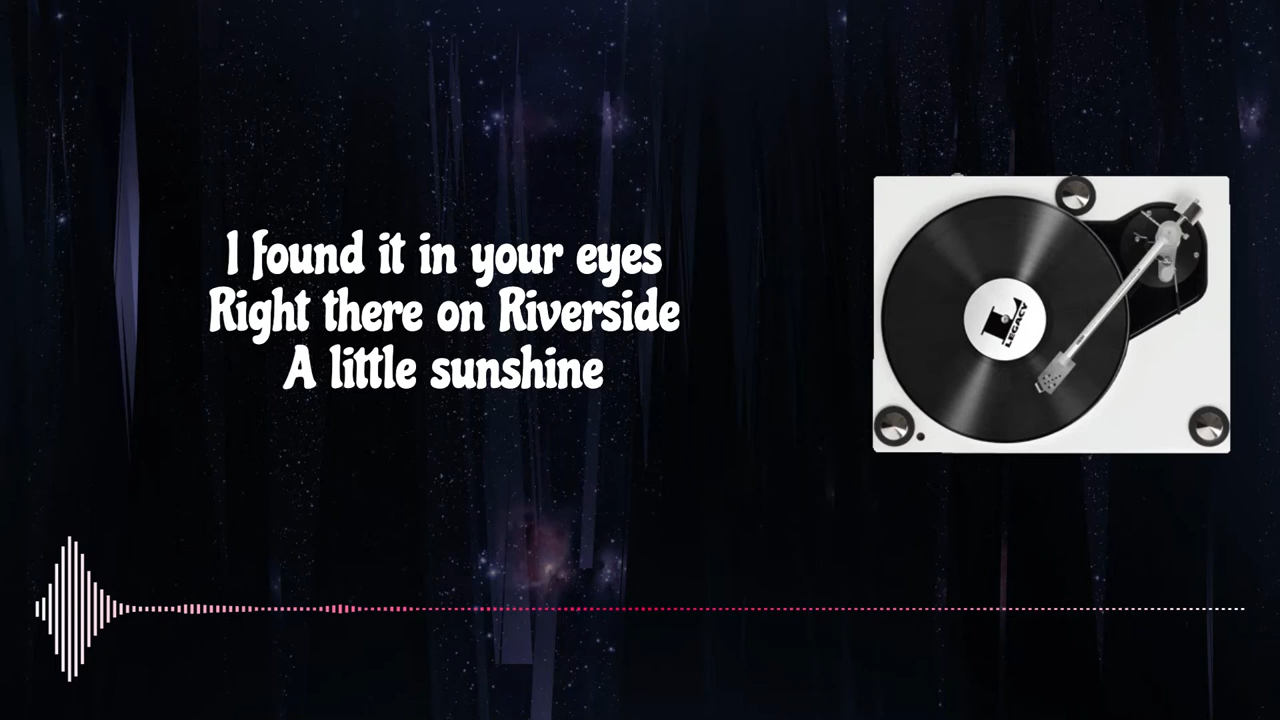 I found it in your eyes
Right there on Riverside
A little sunshine
L
LEGACY